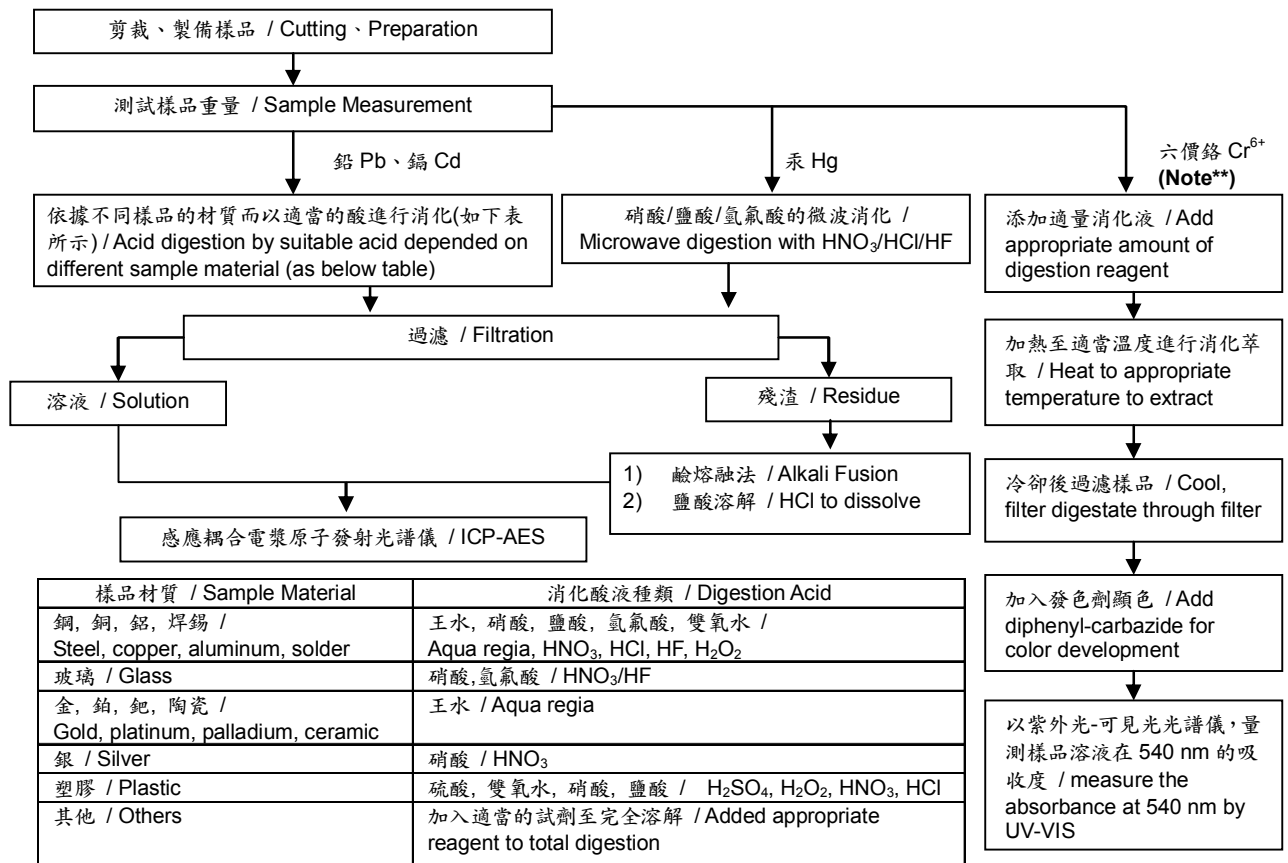 剪裁、製備樣品 / Cutting、Preparation
測試樣品重量 / Sample Measurement
鉛 Pb、鎘 Cd
汞 Hg
六價鉻 Cr⁶⁺
(Note**)
依據不同樣品的材質而以適當的酸進行消化(如下表
所示) / Acid digestion by suitable acid depended on
different sample material (as below table)
硝酸/鹽酸/氫氟酸的微波消化 /
Microwave digestion with HNO₃/HCl/HF
添加適量消化液 / Add
appropriate amount of
digestion reagent
過濾 / Filtration
加熱至適當溫度進行消化萃
取 / Heat to appropriate
temperature to extract
溶液 / Solution
殘渣 / Residue
1) 鹼熔融法 / Alkali Fusion
2) 鹽酸溶解 / HCl to dissolve
冷卻後過濾樣品 / Cool,
filter digestate through filter
感應耦合電漿原子發射光譜儀 / ICP-AES
加入發色劑顯色 / Add
diphenyl-carbazide for
color development
以紫外光-可見光光譜儀，量
測樣品溶液在 540 nm 的吸
收度 / measure the
absorbance at 540 nm by
UV-VIS
樣品材質 / Sample Material
消化酸液種類 / Digestion Acid
鋼, 銅, 鋁, 焊錫 /
Steel, copper, aluminum, solder
王水, 硝酸, 鹽酸, 氫氟酸, 雙氧水 /
Aqua regia, HNO₃, HCl, HF, H₂O₂
玻璃 / Glass
硝酸,氫氟酸 / HNO₃/HF
金, 鉑, 鈀, 陶瓷 /
Gold, platinum, palladium, ceramic
王水 / Aqua regia
銀 / Silver
硝酸 / HNO₃
塑膠 / Plastic
硫酸, 雙氧水, 硝酸, 鹽酸 / H₂SO₄, H₂O₂, HNO₃, HCl
其他 / Others
加入適當的試劑至完全溶解 / Added appropriate
reagent to total digestion